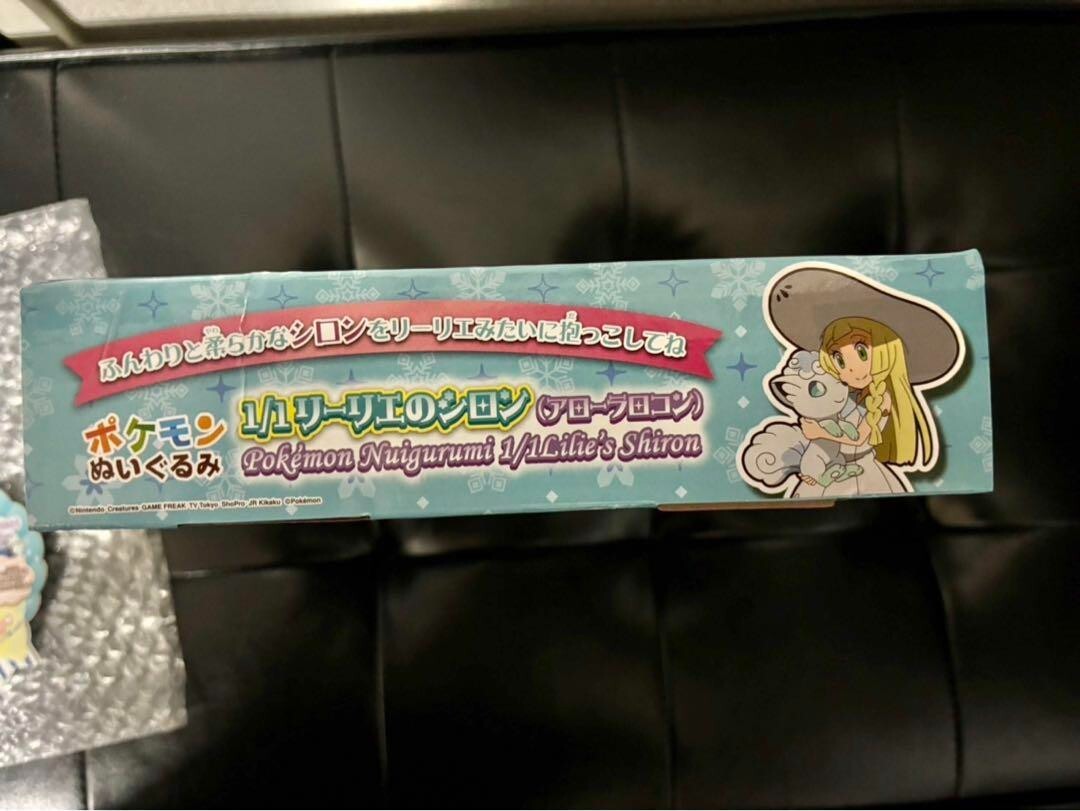 ふんわりと柔らかなシロンをリーリエみたいに抱っこしてね
ポケモン
ぬいぐるみ
1/1リーリエのシロン(アローラロコン)
Pokémon Nuigurumi 1/1Lilie's Shiron
©Nintendo Creatures GAME FREAK TV Tokyo ShoPro JR Kikaku ©Pokémon